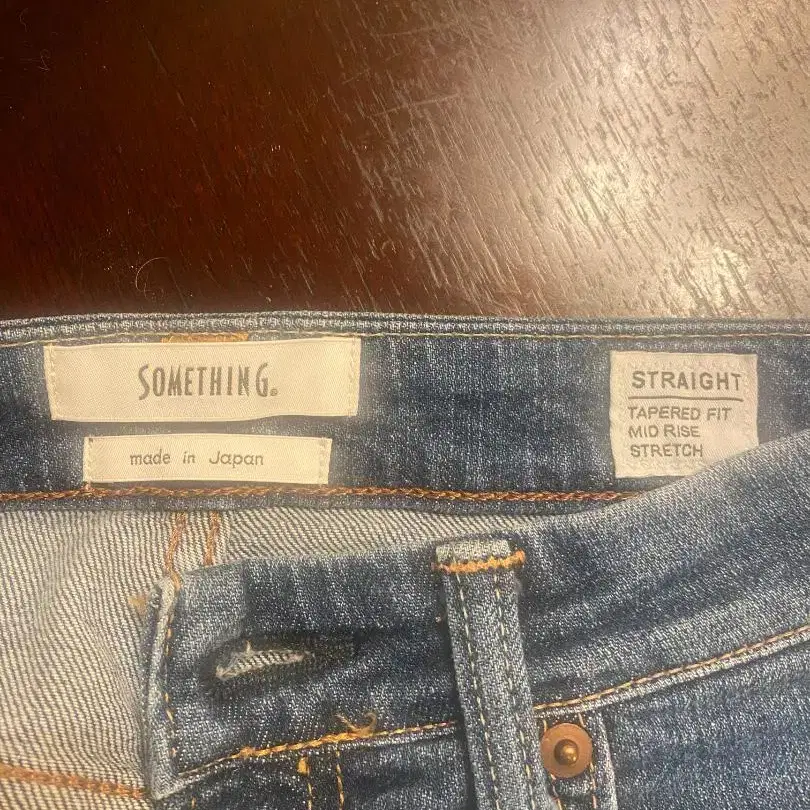 SOMETHING®
made in Japan
STRAIGHT
TAPERED FIT
MID RISE
STRETCH